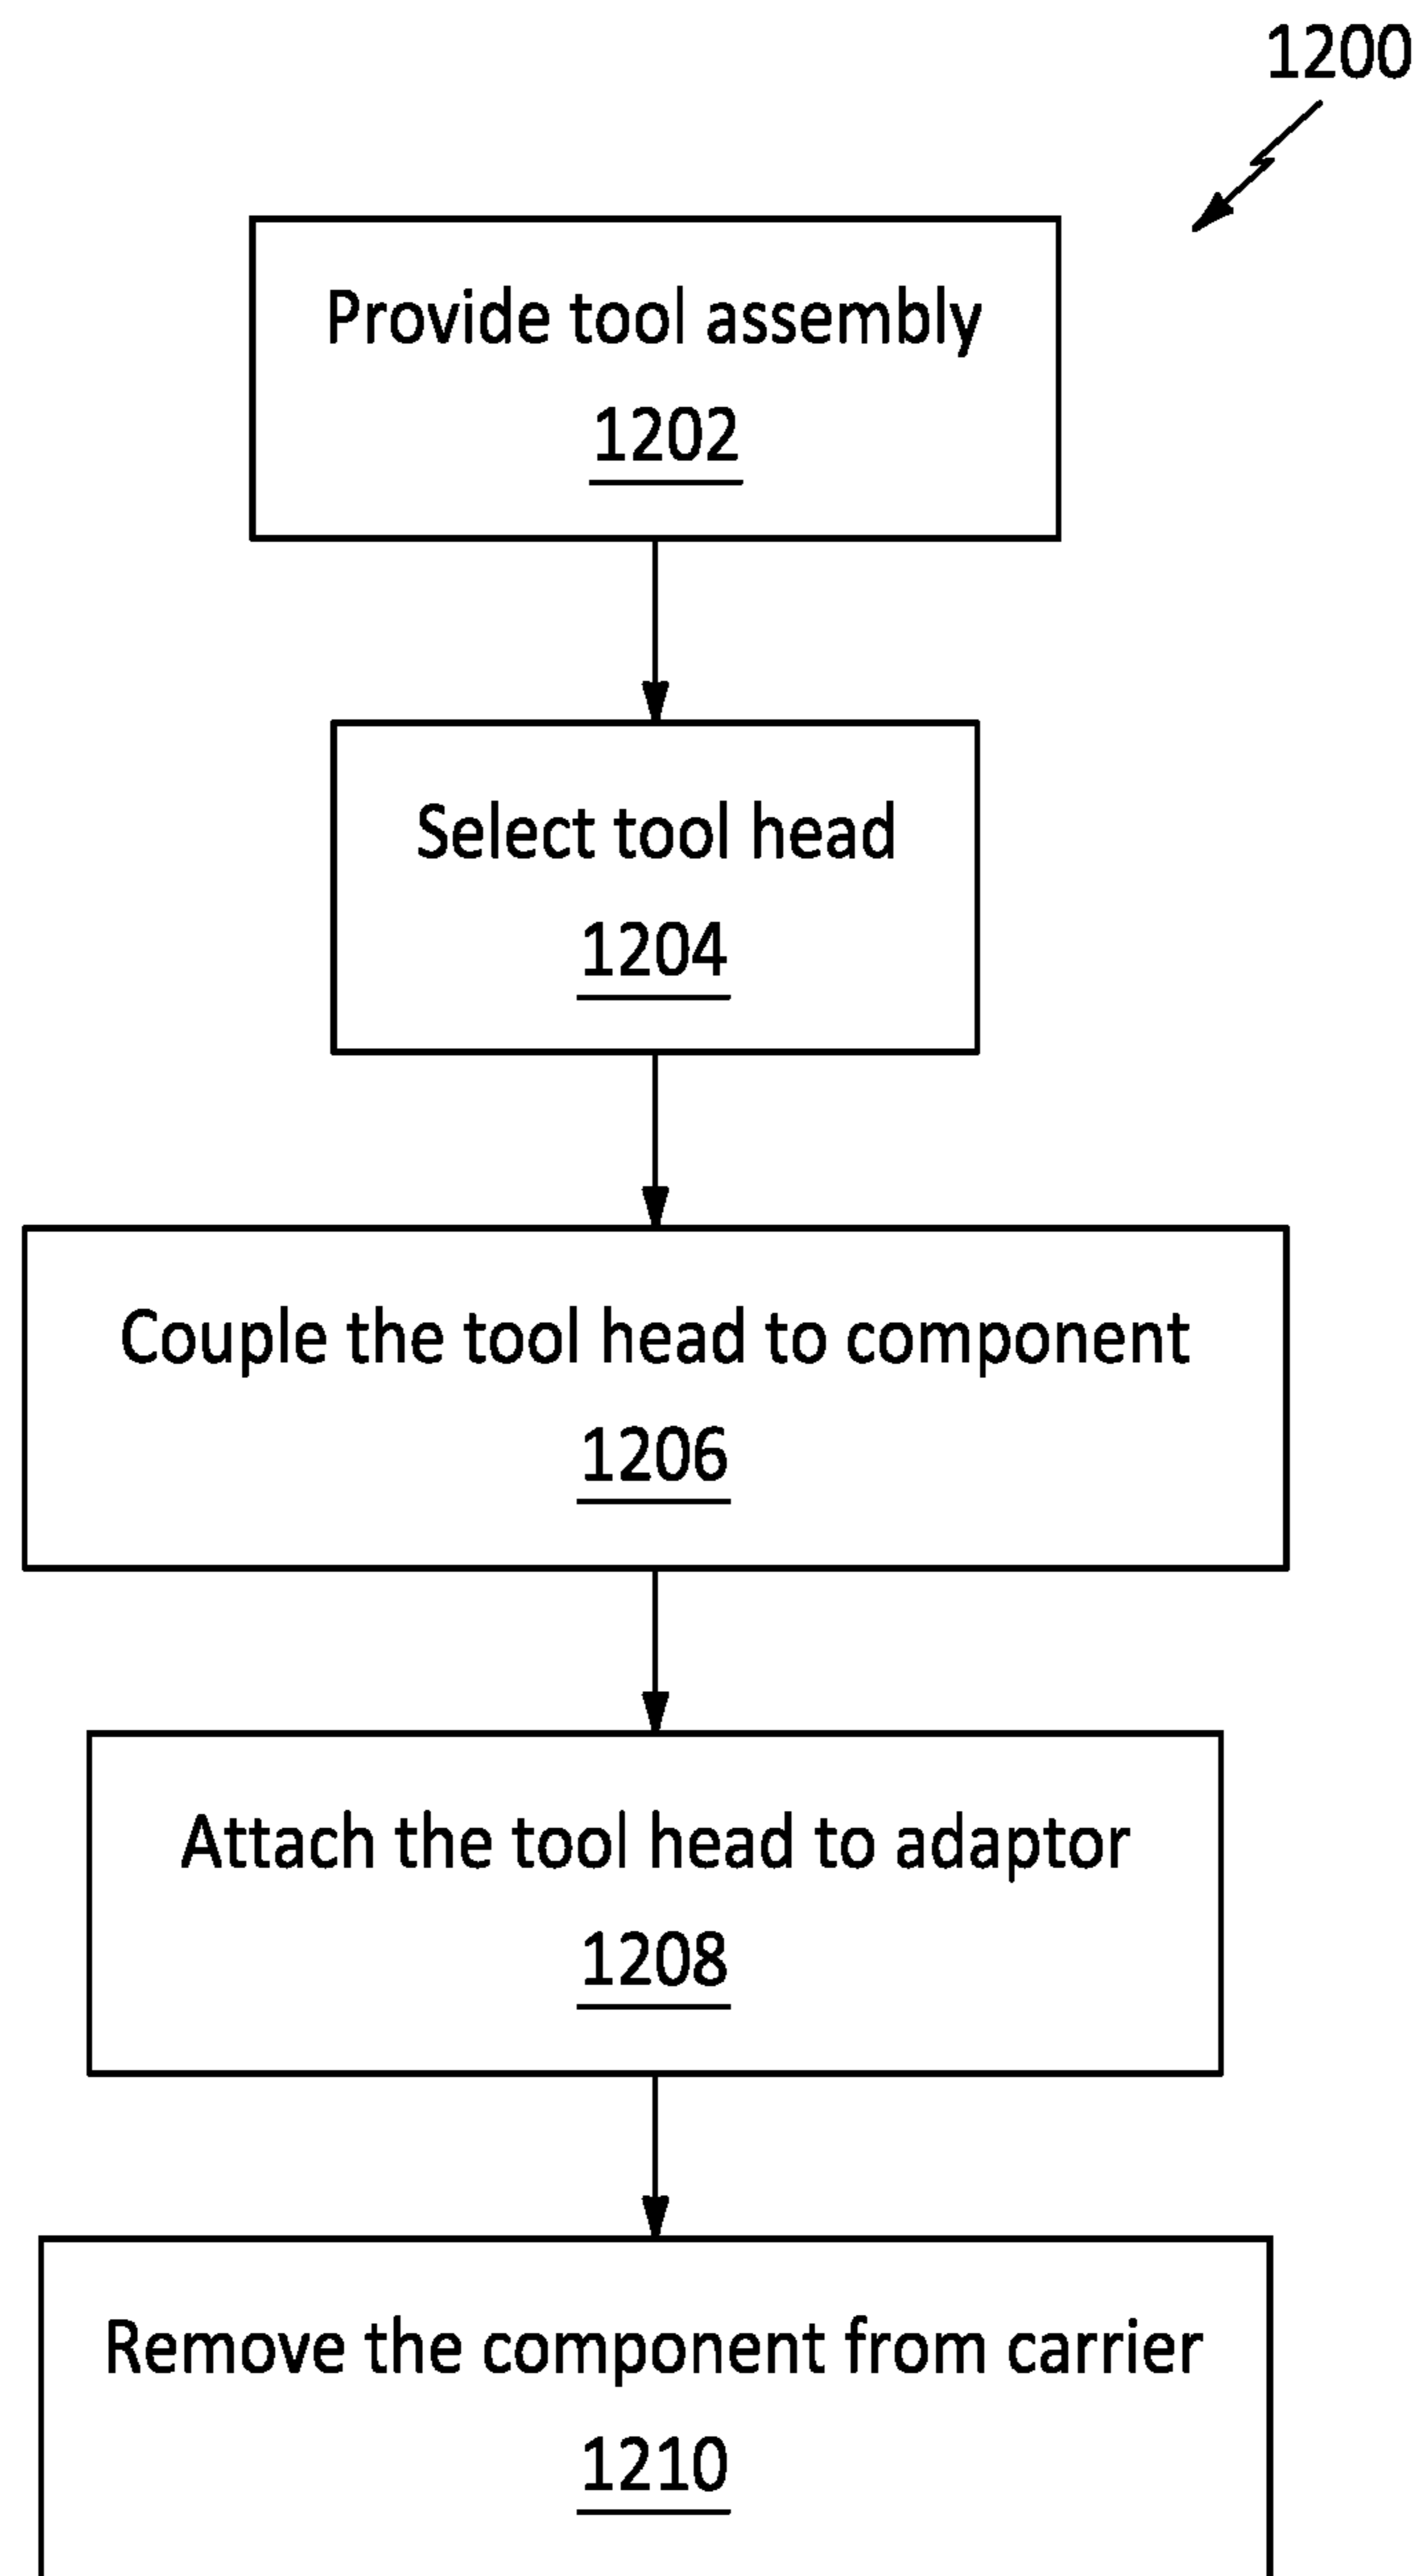 1200
Provide tool assembly
1202
Select tool head
1204
Couple the tool head to component
1206
Attach the tool head to adaptor
1208
Remove the component from carrier
1210